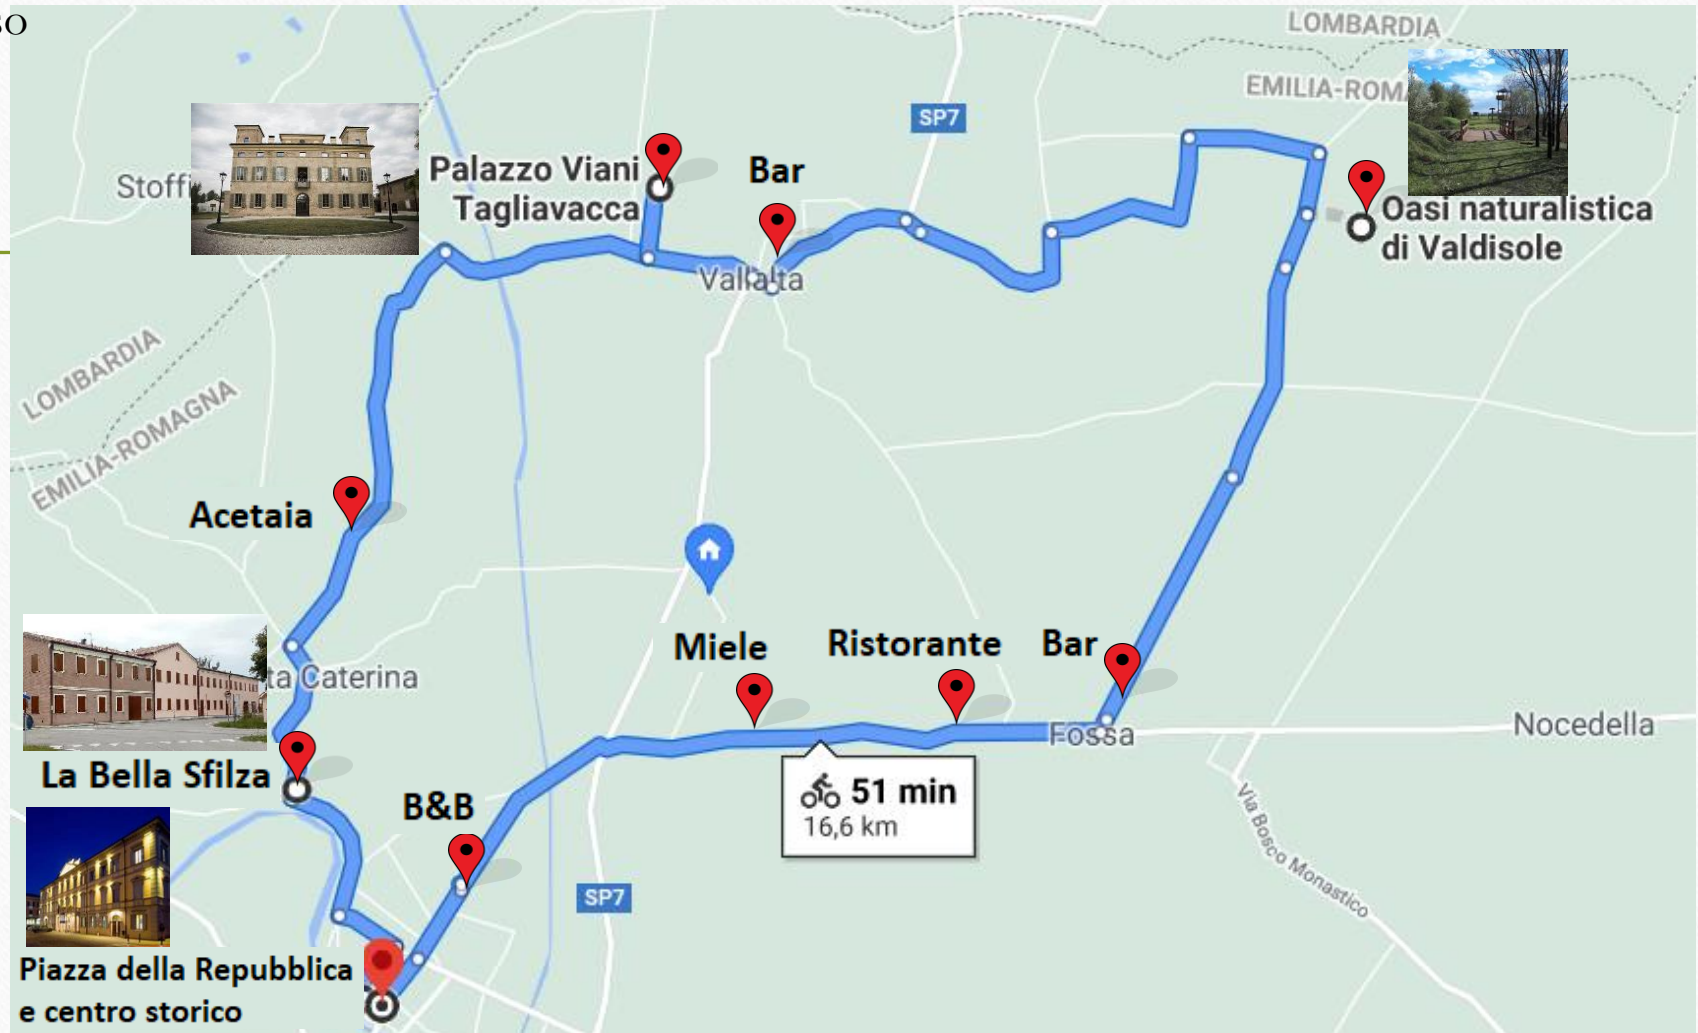 LOMBARDIA
EMILIA-ROM
SP7
Palazzo Viani
Tagliavacca
Bar
Stoffi
Oasi naturalistica
di Valdisole
Vallalta
LOMBARDIA
EMILIA-ROMAGNA
Acetaia
Miele
Ristorante
Bar
ta Caterina
Fossa
Nocedella
La Bella Sfilza
B&B
51 min
16,6 km
Via Bosco Monastico
SP7
Piazza della Repubblica
e centro storico